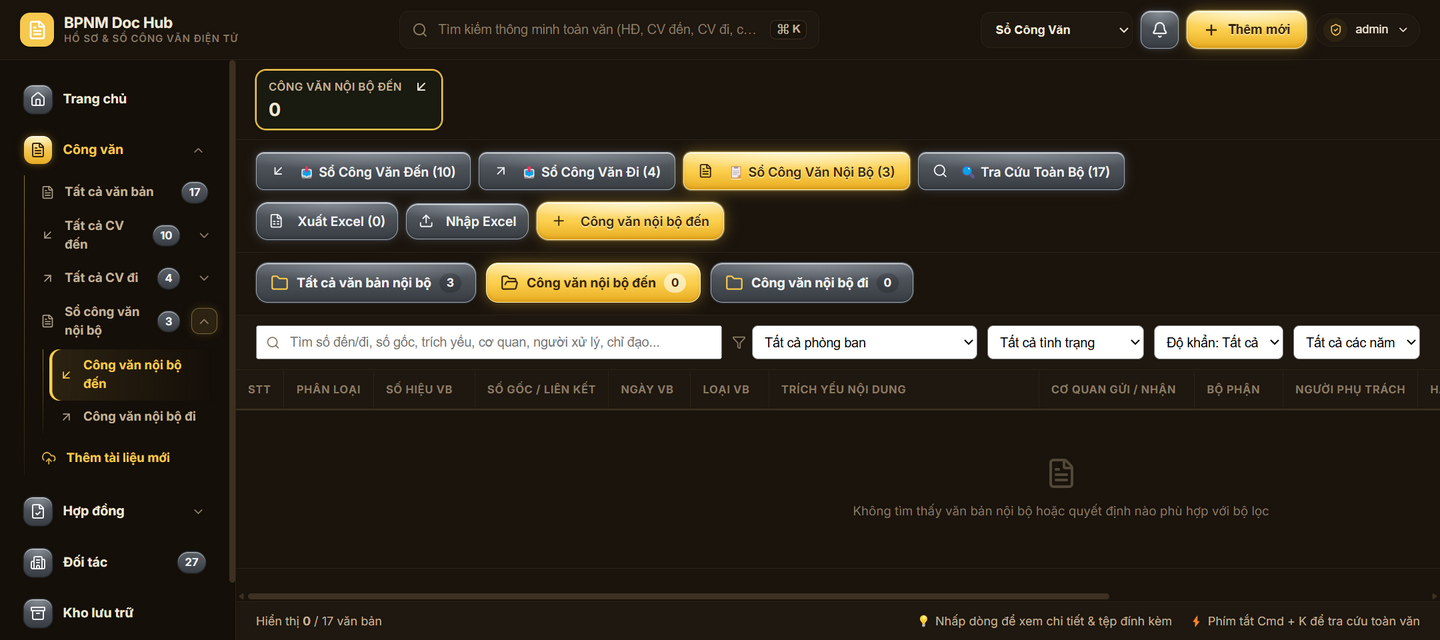 BPNM Doc Hub
HỒ SƠ & SỔ CÔNG VĂN ĐIỆN TỬ
Tìm kiếm thông minh toàn văn (HĐ, CV đến, CV đi, c…
⌘ K
Sổ Công Văn
Thêm mới
admin
Trang chủ
Công văn
Tất cả văn bản 17
Tất cả CV
đến
10
Tất cả CV đi 4
Sổ công văn
nội bộ
3
Công văn nội bộ
đến
Công văn nội bộ đi
Thêm tài liệu mới
Hợp đồng
Đối tác 27
Kho lưu trữ
CÔNG VĂN NỘI BỘ ĐẾN
0
Sổ Công Văn Đến (10)
Sổ Công Văn Đi (4)
Sổ Công Văn Nội Bộ (3)
Tra Cứu Toàn Bộ (17)
Xuất Excel (0)
Nhập Excel
Công văn nội bộ đến
Tất cả văn bản nội bộ 3
Công văn nội bộ đến 0
Công văn nội bộ đi 0
Tìm số đến/đi, số gốc, trích yếu, cơ quan, người xử lý, chỉ đạo...
Tất cả phòng ban
Tất cả tình trạng
Độ khẩn: Tất cả
Tất cả các năm
STT PHÂN LOẠI SỐ HIỆU VB SỐ GỐC / LIÊN KẾT NGÀY VB LOẠI VB TRÍCH YẾU NỘI DUNG CƠ QUAN GỬI / NHẬN BỘ PHẬN NGƯỜI PHỤ TRÁCH
Không tìm thấy văn bản nội bộ hoặc quyết định nào phù hợp với bộ lọc
Hiển thị 0 / 17 văn bản
Nhấp dòng để xem chi tiết & tệp đính kèm
Phím tắt Cmd + K để tra cứu toàn văn